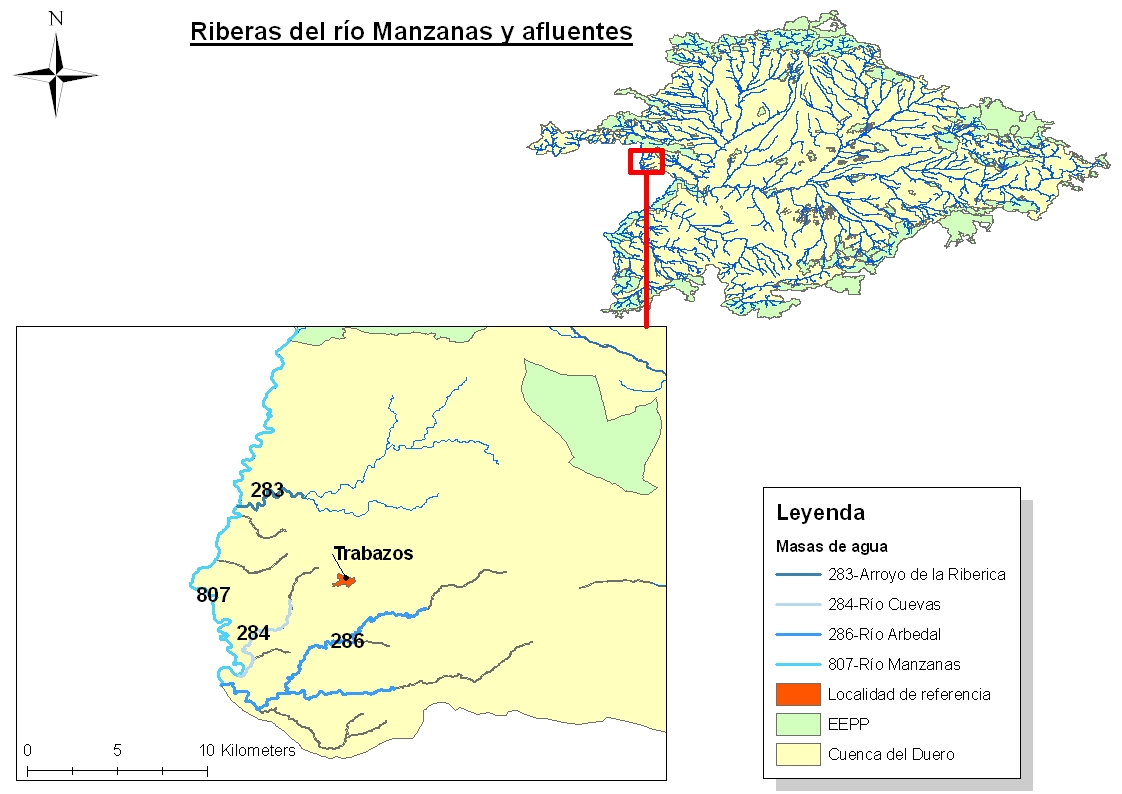 N
Riberas del río Manzanas y afluentes
283
Trabazos
807
284
286
0 5 10 Kilometers
Leyenda
Masas de agua
283-Arroyo de la Riberica
284-Río Cuevas
286-Río Arbedal
807-Río Manzanas
Localidad de referencia
EEPP
Cuenca del Duero